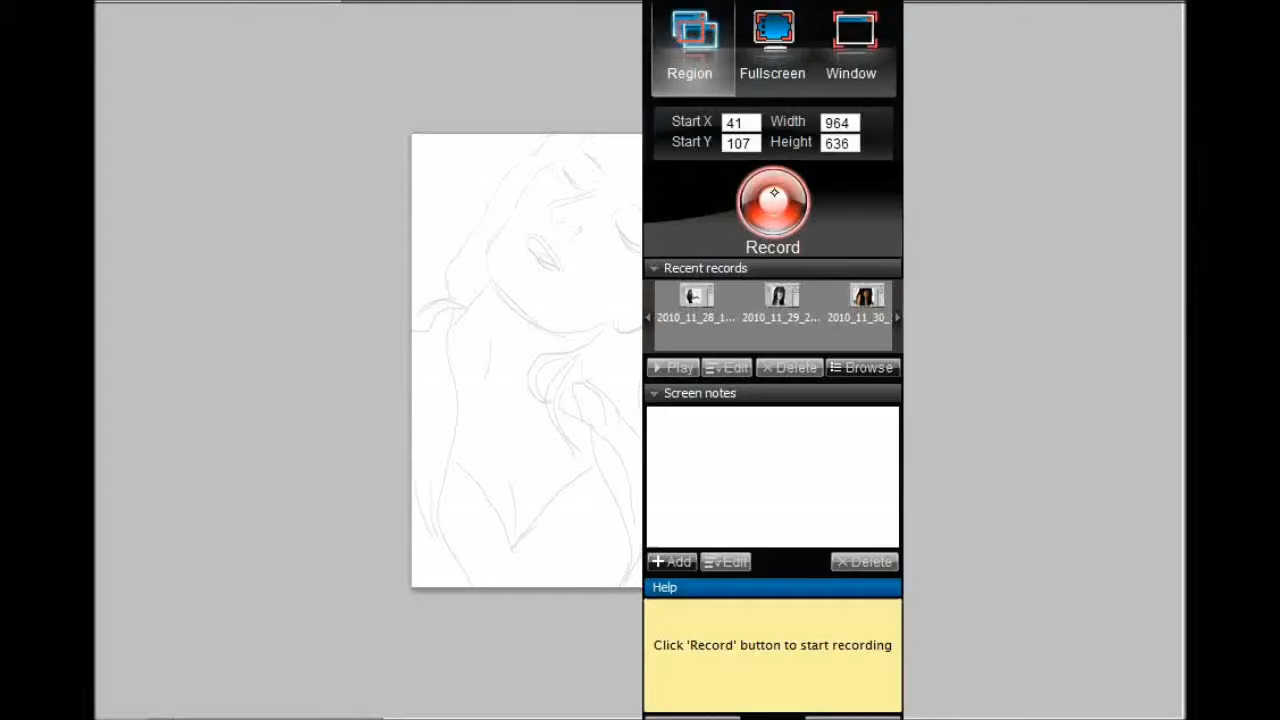 Region Fullscreen Window
Start X 41 Width 964
Start Y 107 Height 636
Record
Recent records
2010_11_28_1... 2010_11_29_2... 2010_11_30_
Play Edit Delete Browse
Screen notes
Add Edit Delete
Help
Click 'Record' button to start recording